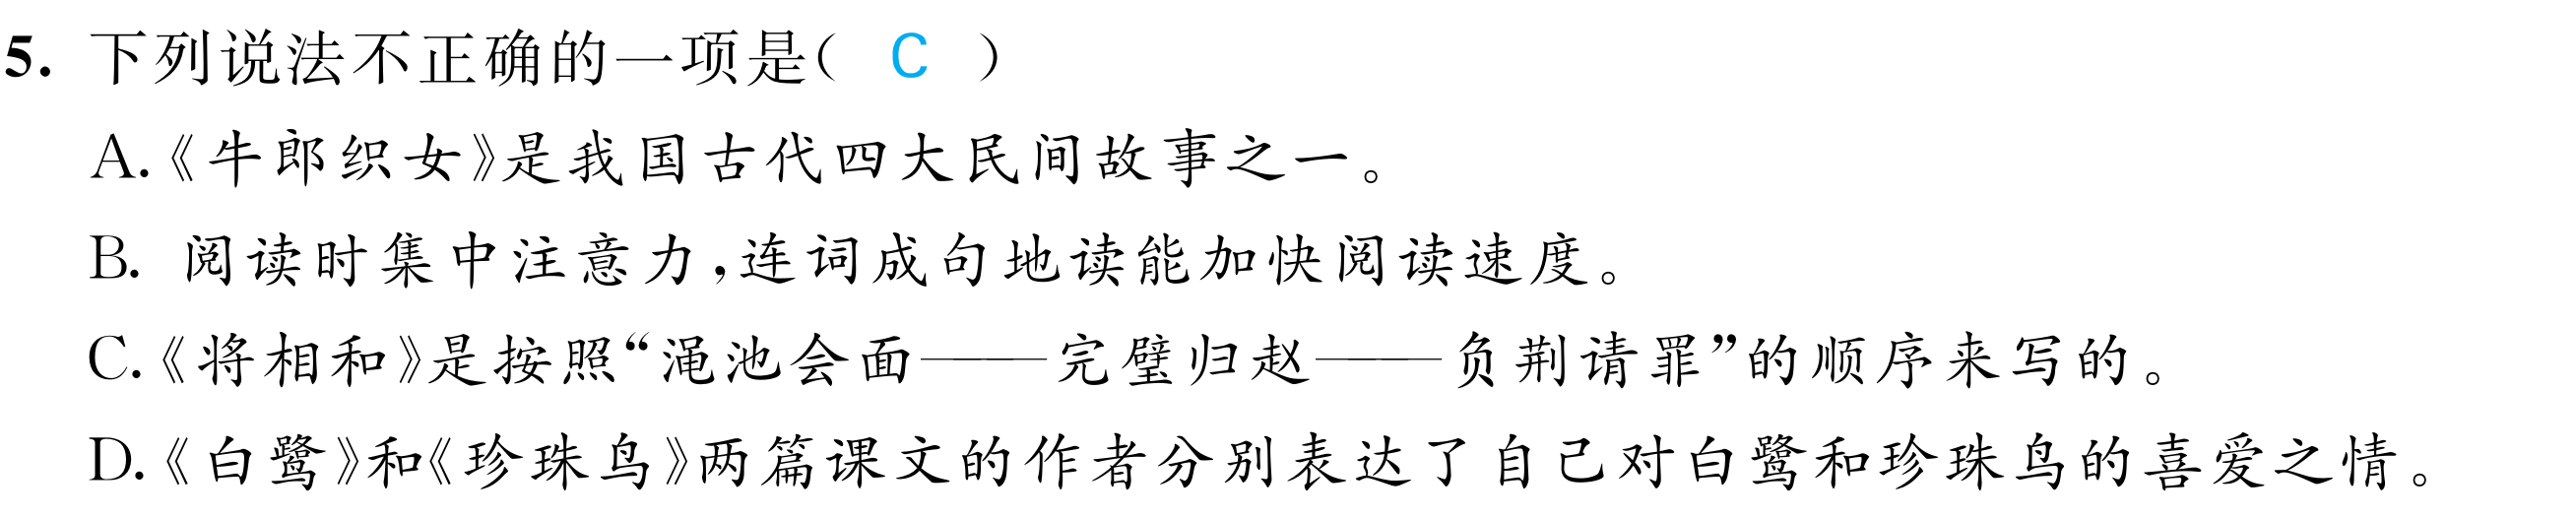 5. 下列说法不正确的一项是( C )
A.《牛郎织女》是我国古代四大民间故事之一。
B. 阅读时集中注意力,连词成句地读能加快阅读速度。
C.《将相和》是按照“渑池会面——完璧归赵——负荆请罪”的顺序来写的。
D.《白鹭》和《珍珠鸟》两篇课文的作者分别表达了自己对白鹭和珍珠鸟的喜爱之情。